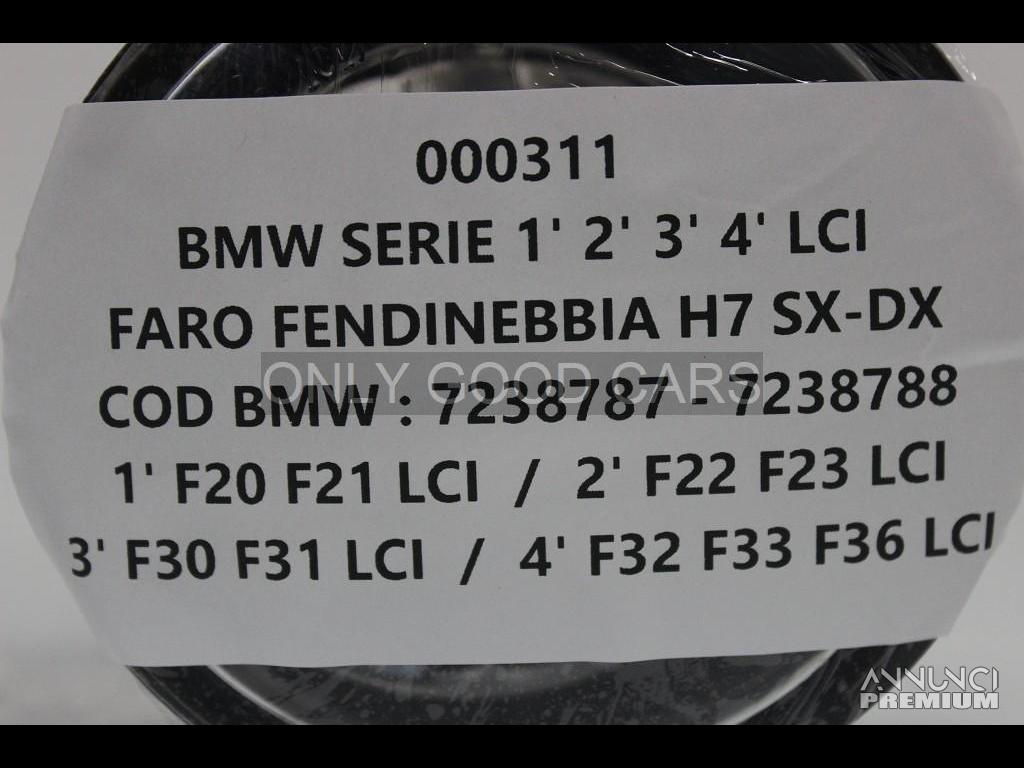 000311
BMW SERIE 1' 2' 3' 4' LCI
FARO FENDINEBBIA H7 SX-DX
ONLY GOOD CARS
COD BMW : 7238787 - 7238788
1' F20 F21 LCI / 2' F22 F23 LCI
3' F30 F31 LCI / 4' F32 F33 F36 LCI
ANNUNCI
PREMIUM